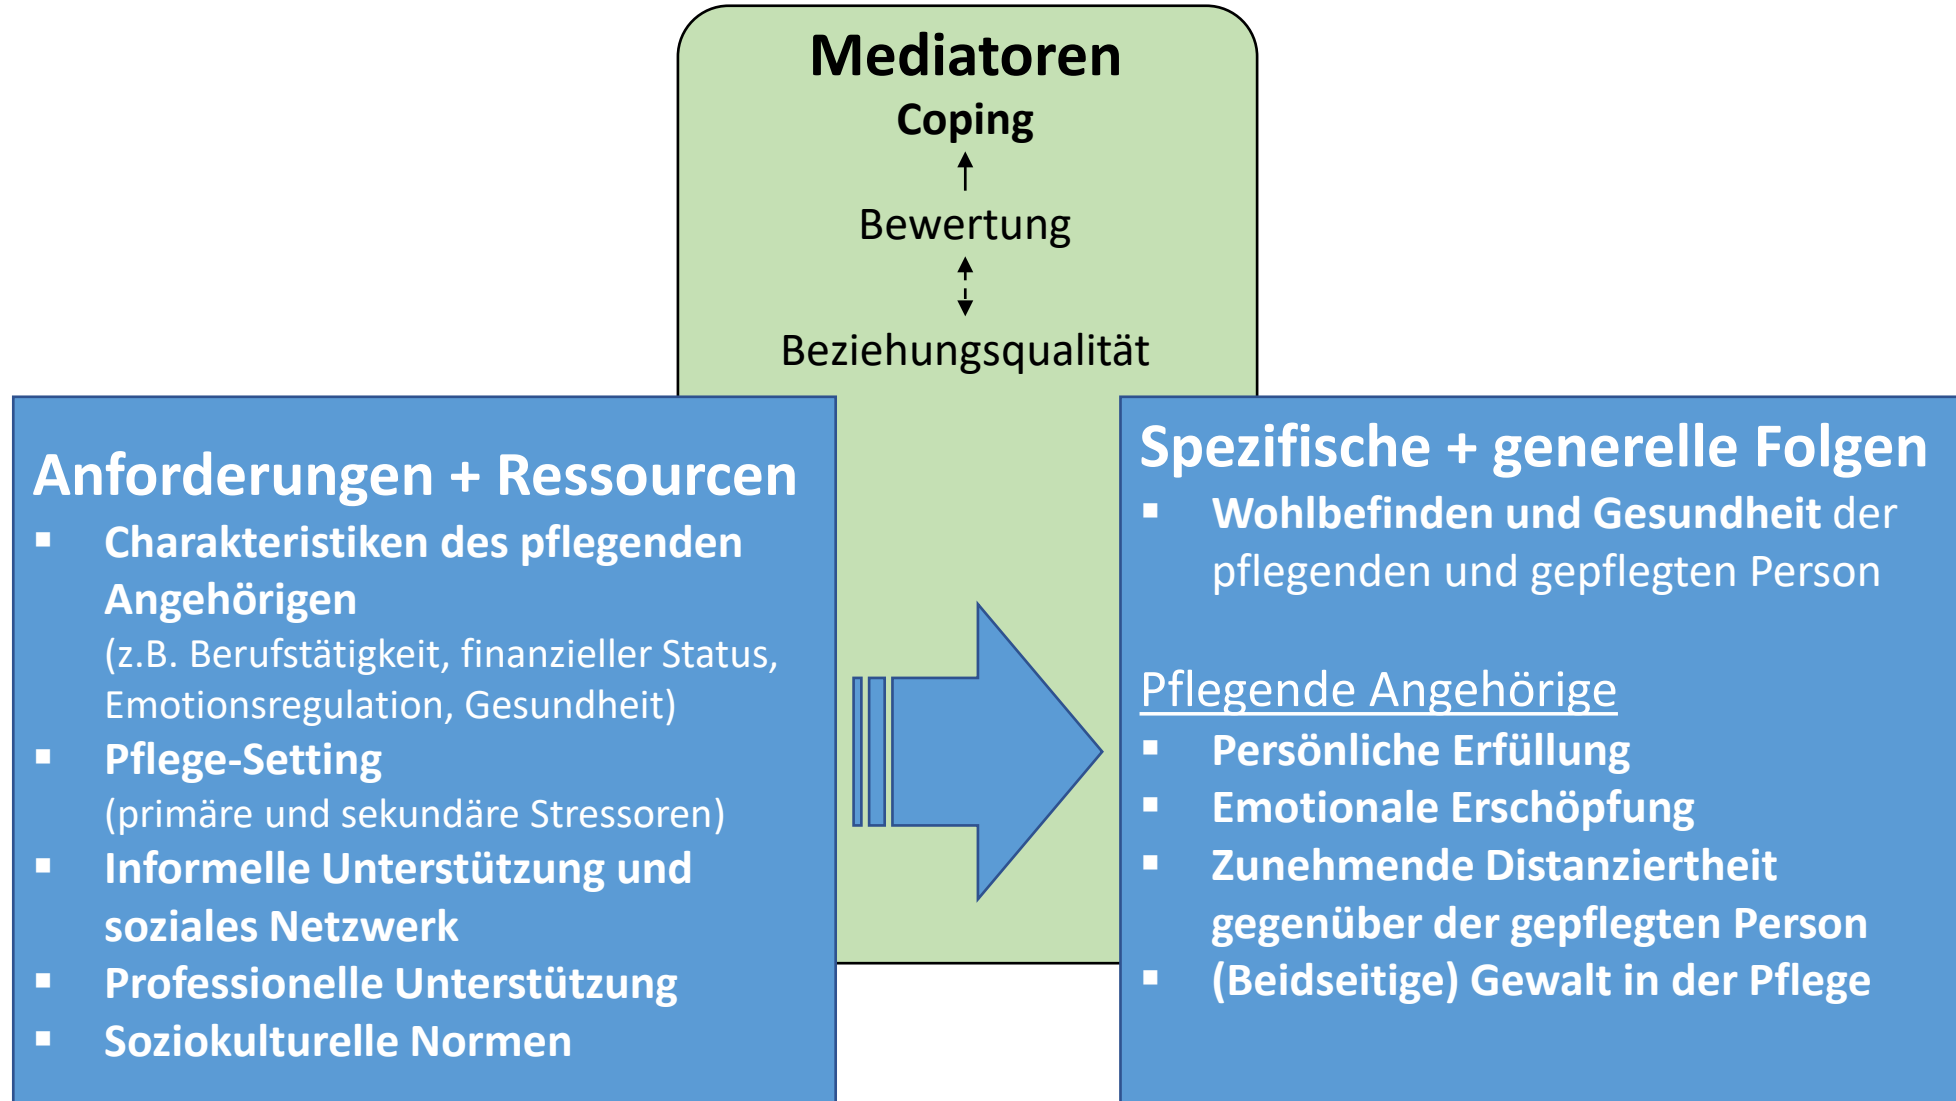 Mediatoren
Coping
Bewertung
Beziehungsqualität
Anforderungen + Ressourcen
▪ Charakteristiken des pflegenden
Angehörigen
(z.B. Berufstätigkeit, finanzieller Status,
Emotionsregulation, Gesundheit)
▪ Pflege-Setting
(primäre und sekundäre Stressoren)
▪ Informelle Unterstützung und
soziales Netzwerk
▪ Professionelle Unterstützung
▪ Soziokulturelle Normen
Spezifische + generelle Folgen
▪ Wohlbefinden und Gesundheit der
pflegenden und gepflegten Person
Pflegende Angehörige
▪ Persönliche Erfüllung
▪ Emotionale Erschöpfung
▪ Zunehmende Distanziertheit
gegenüber der gepflegten Person
▪ (Beidseitige) Gewalt in der Pflege